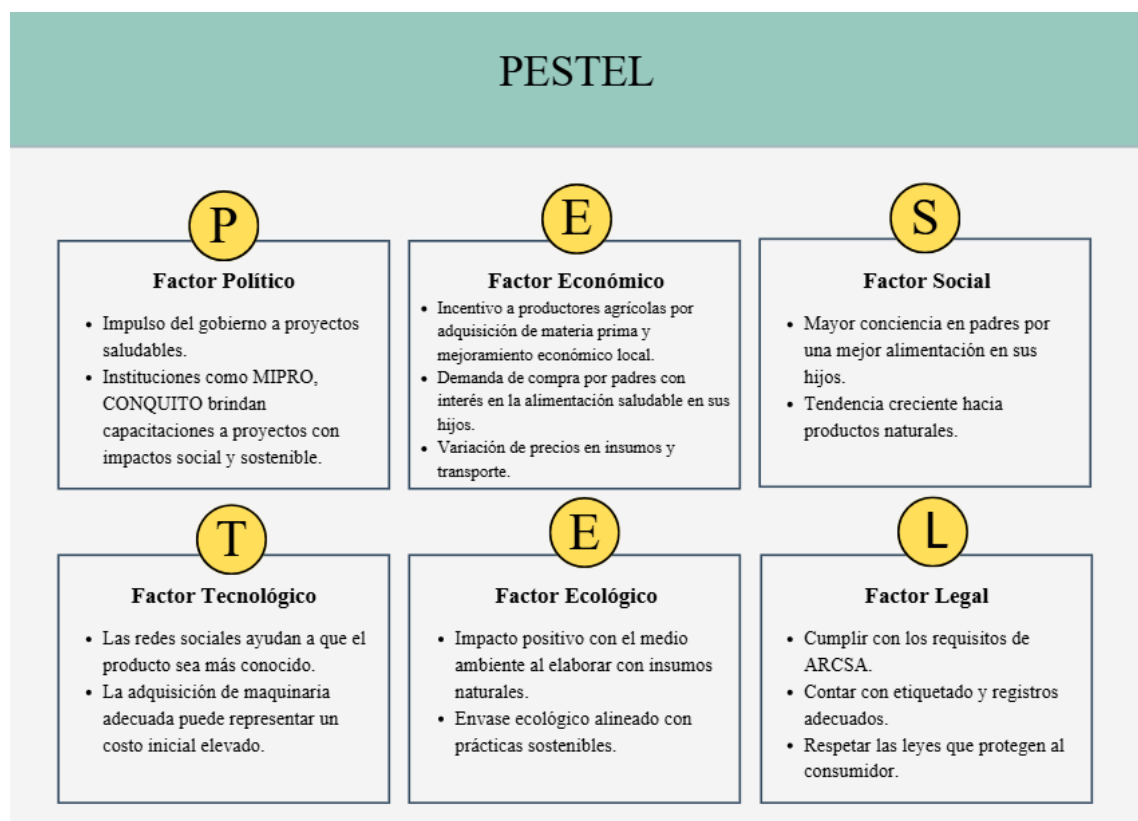 PESTEL
P
Factor Político
• Impulso del gobierno a proyectos
saludables.
• Instituciones como MIPRO,
CONQUITO brindan
capacitaciones a proyectos con
impactos social y sostenible.
E
Factor Económico
• Incentivo a productores agrícolas por
adquisición de materia prima y
mejoramiento económico local.
• Demanda de compra por padres con
interés en la alimentación saludable en sus
hijos.
• Variación de precios en insumos y
transporte.
S
Factor Social
• Mayor conciencia en padres por
una mejor alimentación en sus
hijos.
• Tendencia creciente hacia
productos naturales.
T
Factor Tecnológico
• Las redes sociales ayudan a que el
producto sea más conocido.
• La adquisición de maquinaria
adecuada puede representar un
costo inicial elevado.
E
Factor Ecológico
• Impacto positivo con el medio
ambiente al elaborar con insumos
naturales.
• Envase ecológico alineado con
prácticas sostenibles.
L
Factor Legal
• Cumplir con los requisitos de
ARCSA.
• Contar con etiquetado y registros
adecuados.
• Respetar las leyes que protegen al
consumidor.